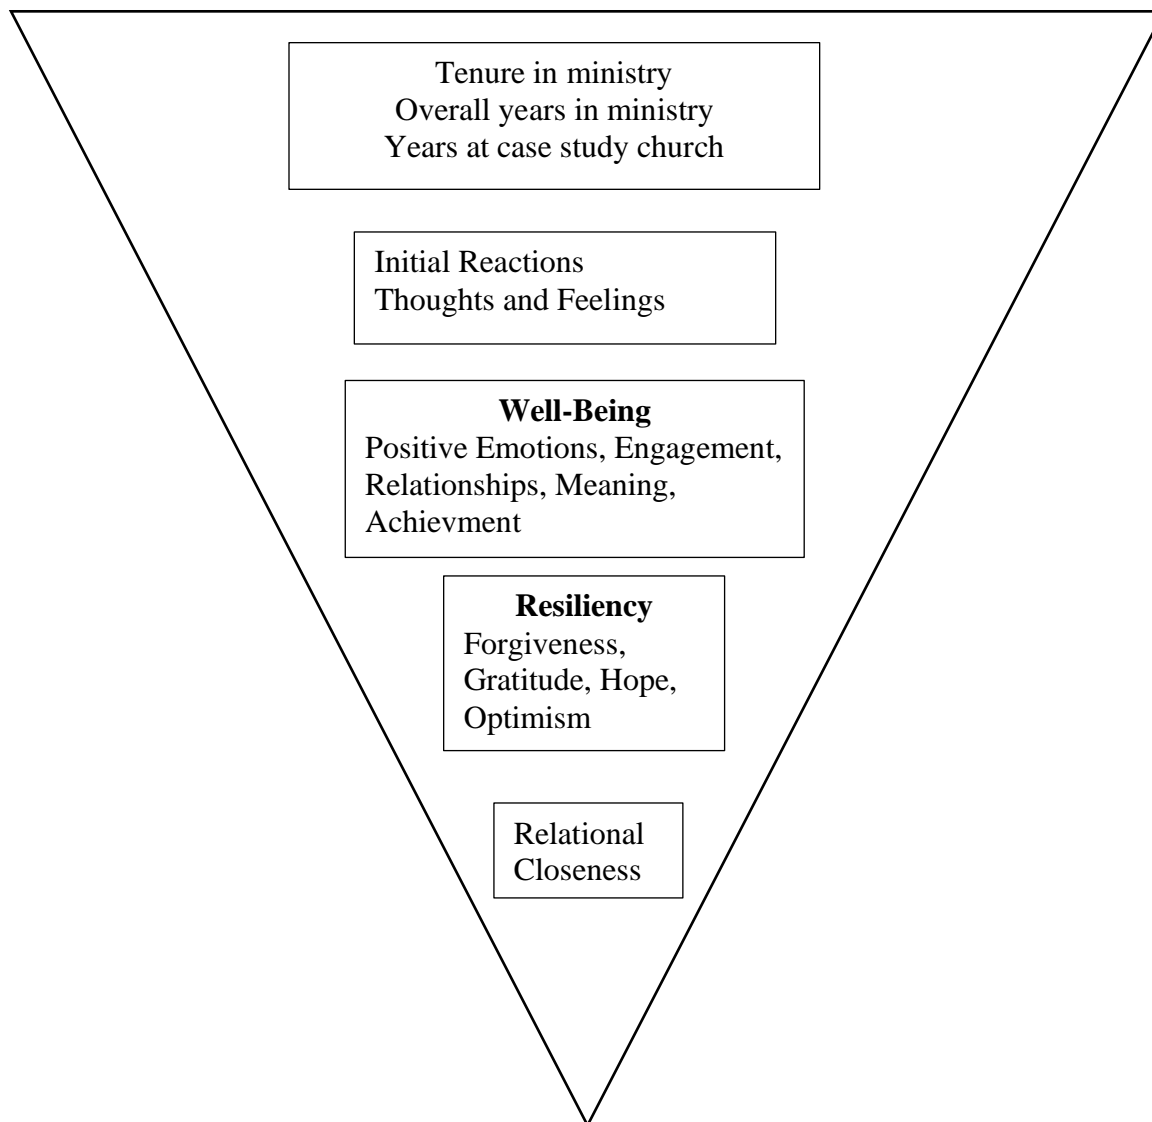 Tenure in ministry
Overall years in ministry
Years at case study church
Initial Reactions
Thoughts and Feelings
Well-Being
Positive Emotions, Engagement,
Relationships, Meaning,
Achievment
Resiliency
Forgiveness,
Gratitude, Hope,
Optimism
Relational
Closeness